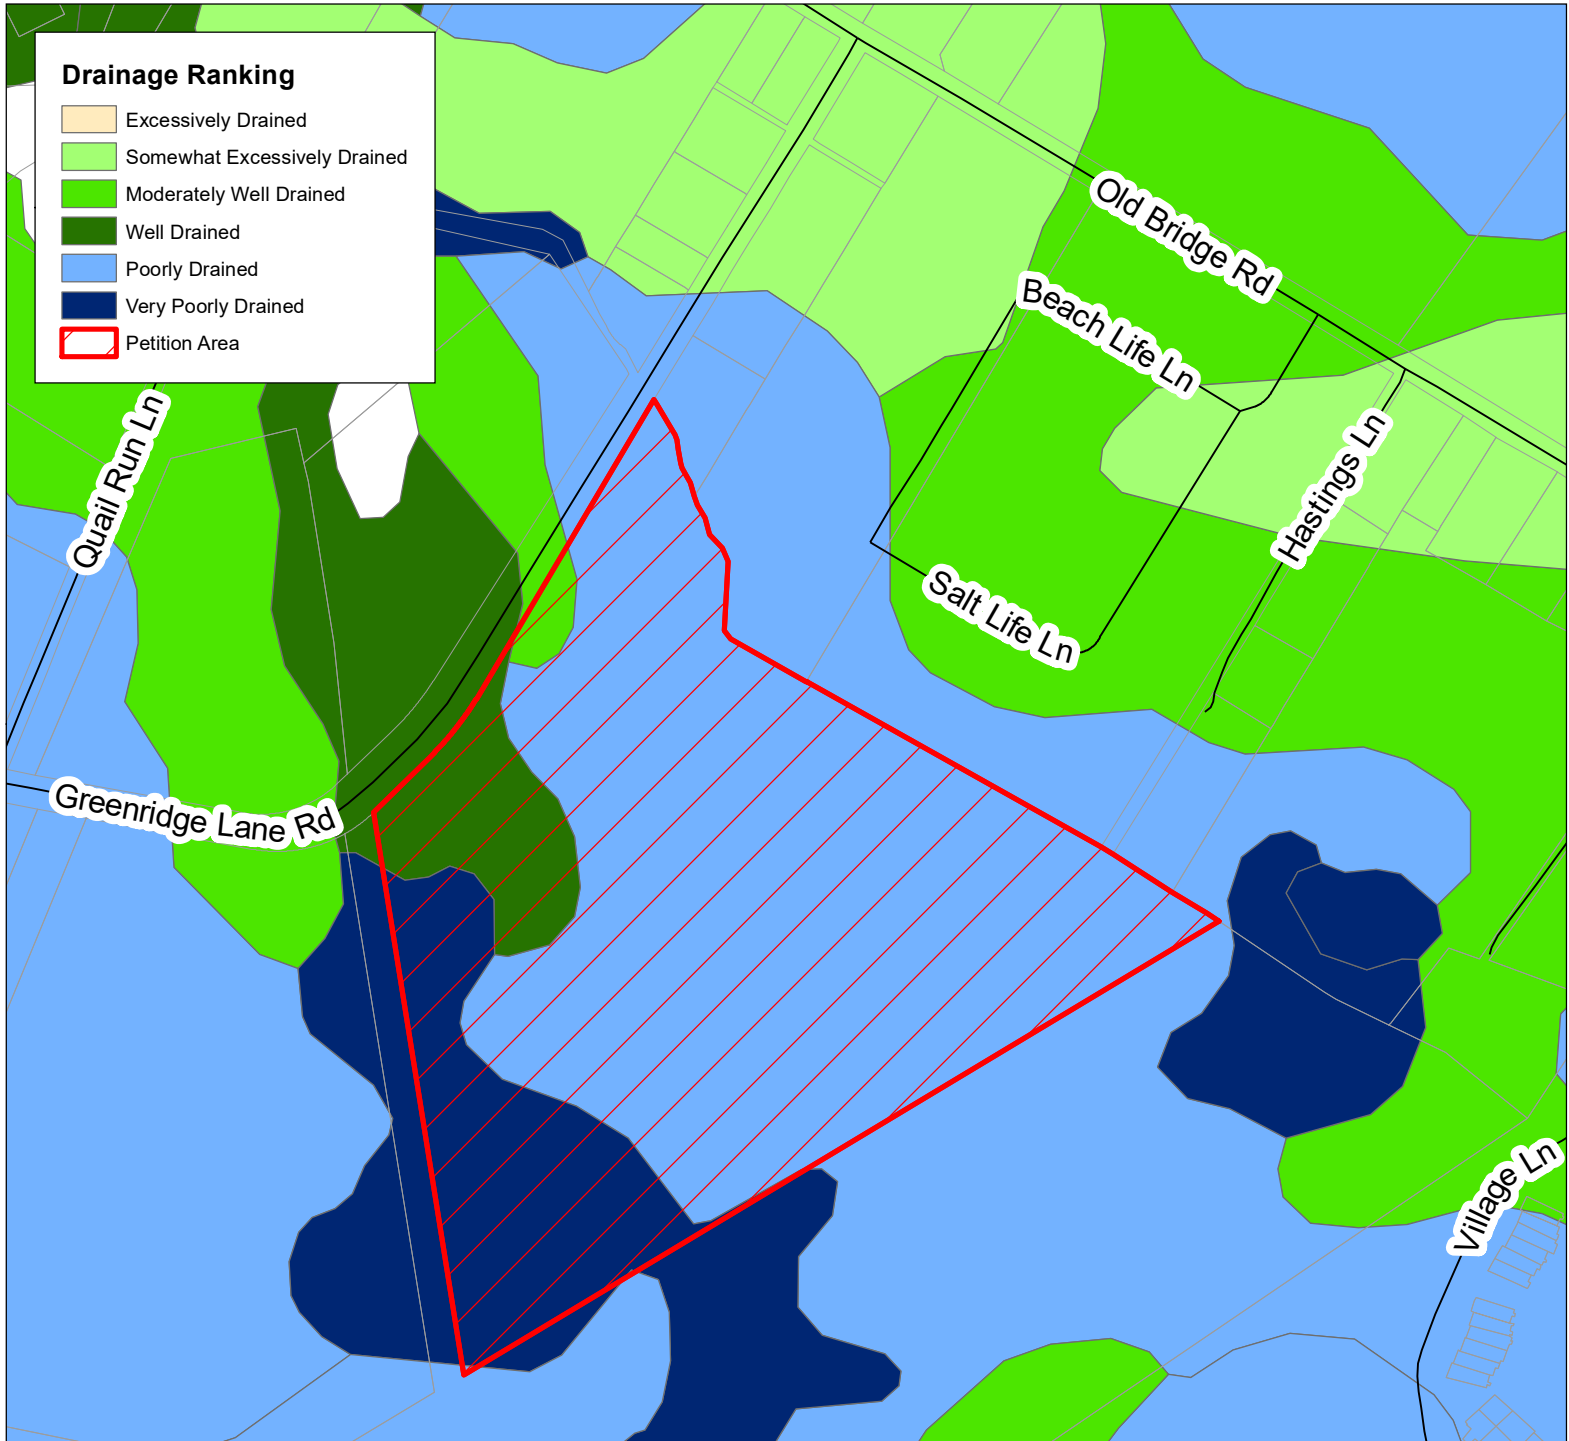 Drainage Ranking
Excessively Drained
Somewhat Excessively Drained
Moderately Well Drained
Well Drained
Poorly Drained
Very Poorly Drained
Petition Area
Old Bridge Rd
Beach Life Ln
Quail Run Ln
Hastings Ln
Salt Life Ln
Greenridge Lane Rd
Village Ln